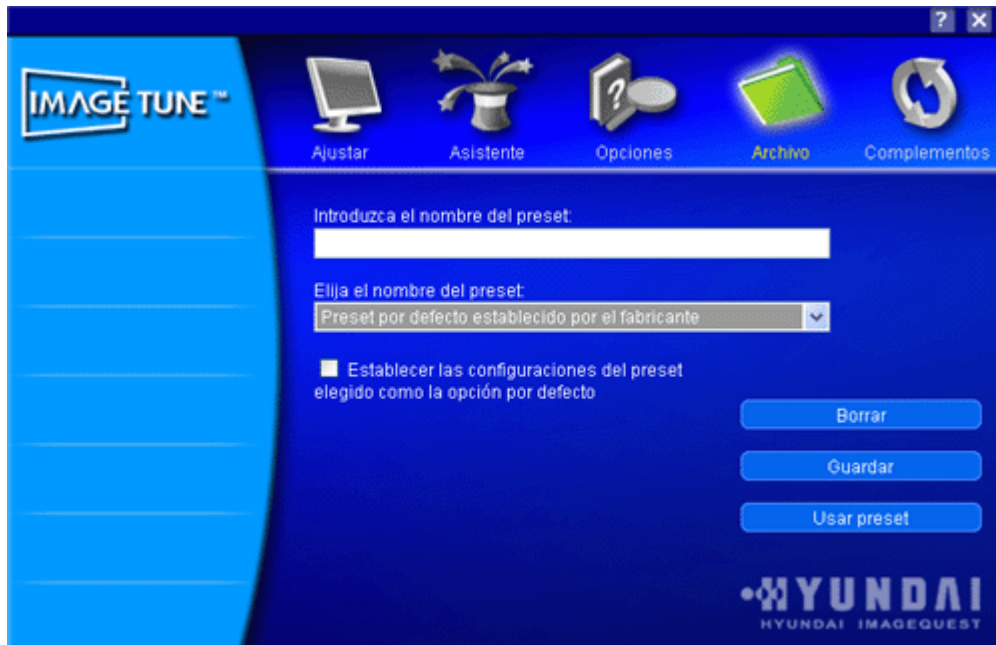 ? X
IMAGE TUNE™
Ajustar Asistente Opciones Archivo Complementos
Introduzca el nombre del preset:
Elija el nombre del preset:
Preset por defecto establecido por el fabricante
Establecer las configuraciones del preset
elegido como la opción por defecto
Borrar
Guardar
Usar preset
HYUNDAI
HYUNDAI IMAGEQUEST